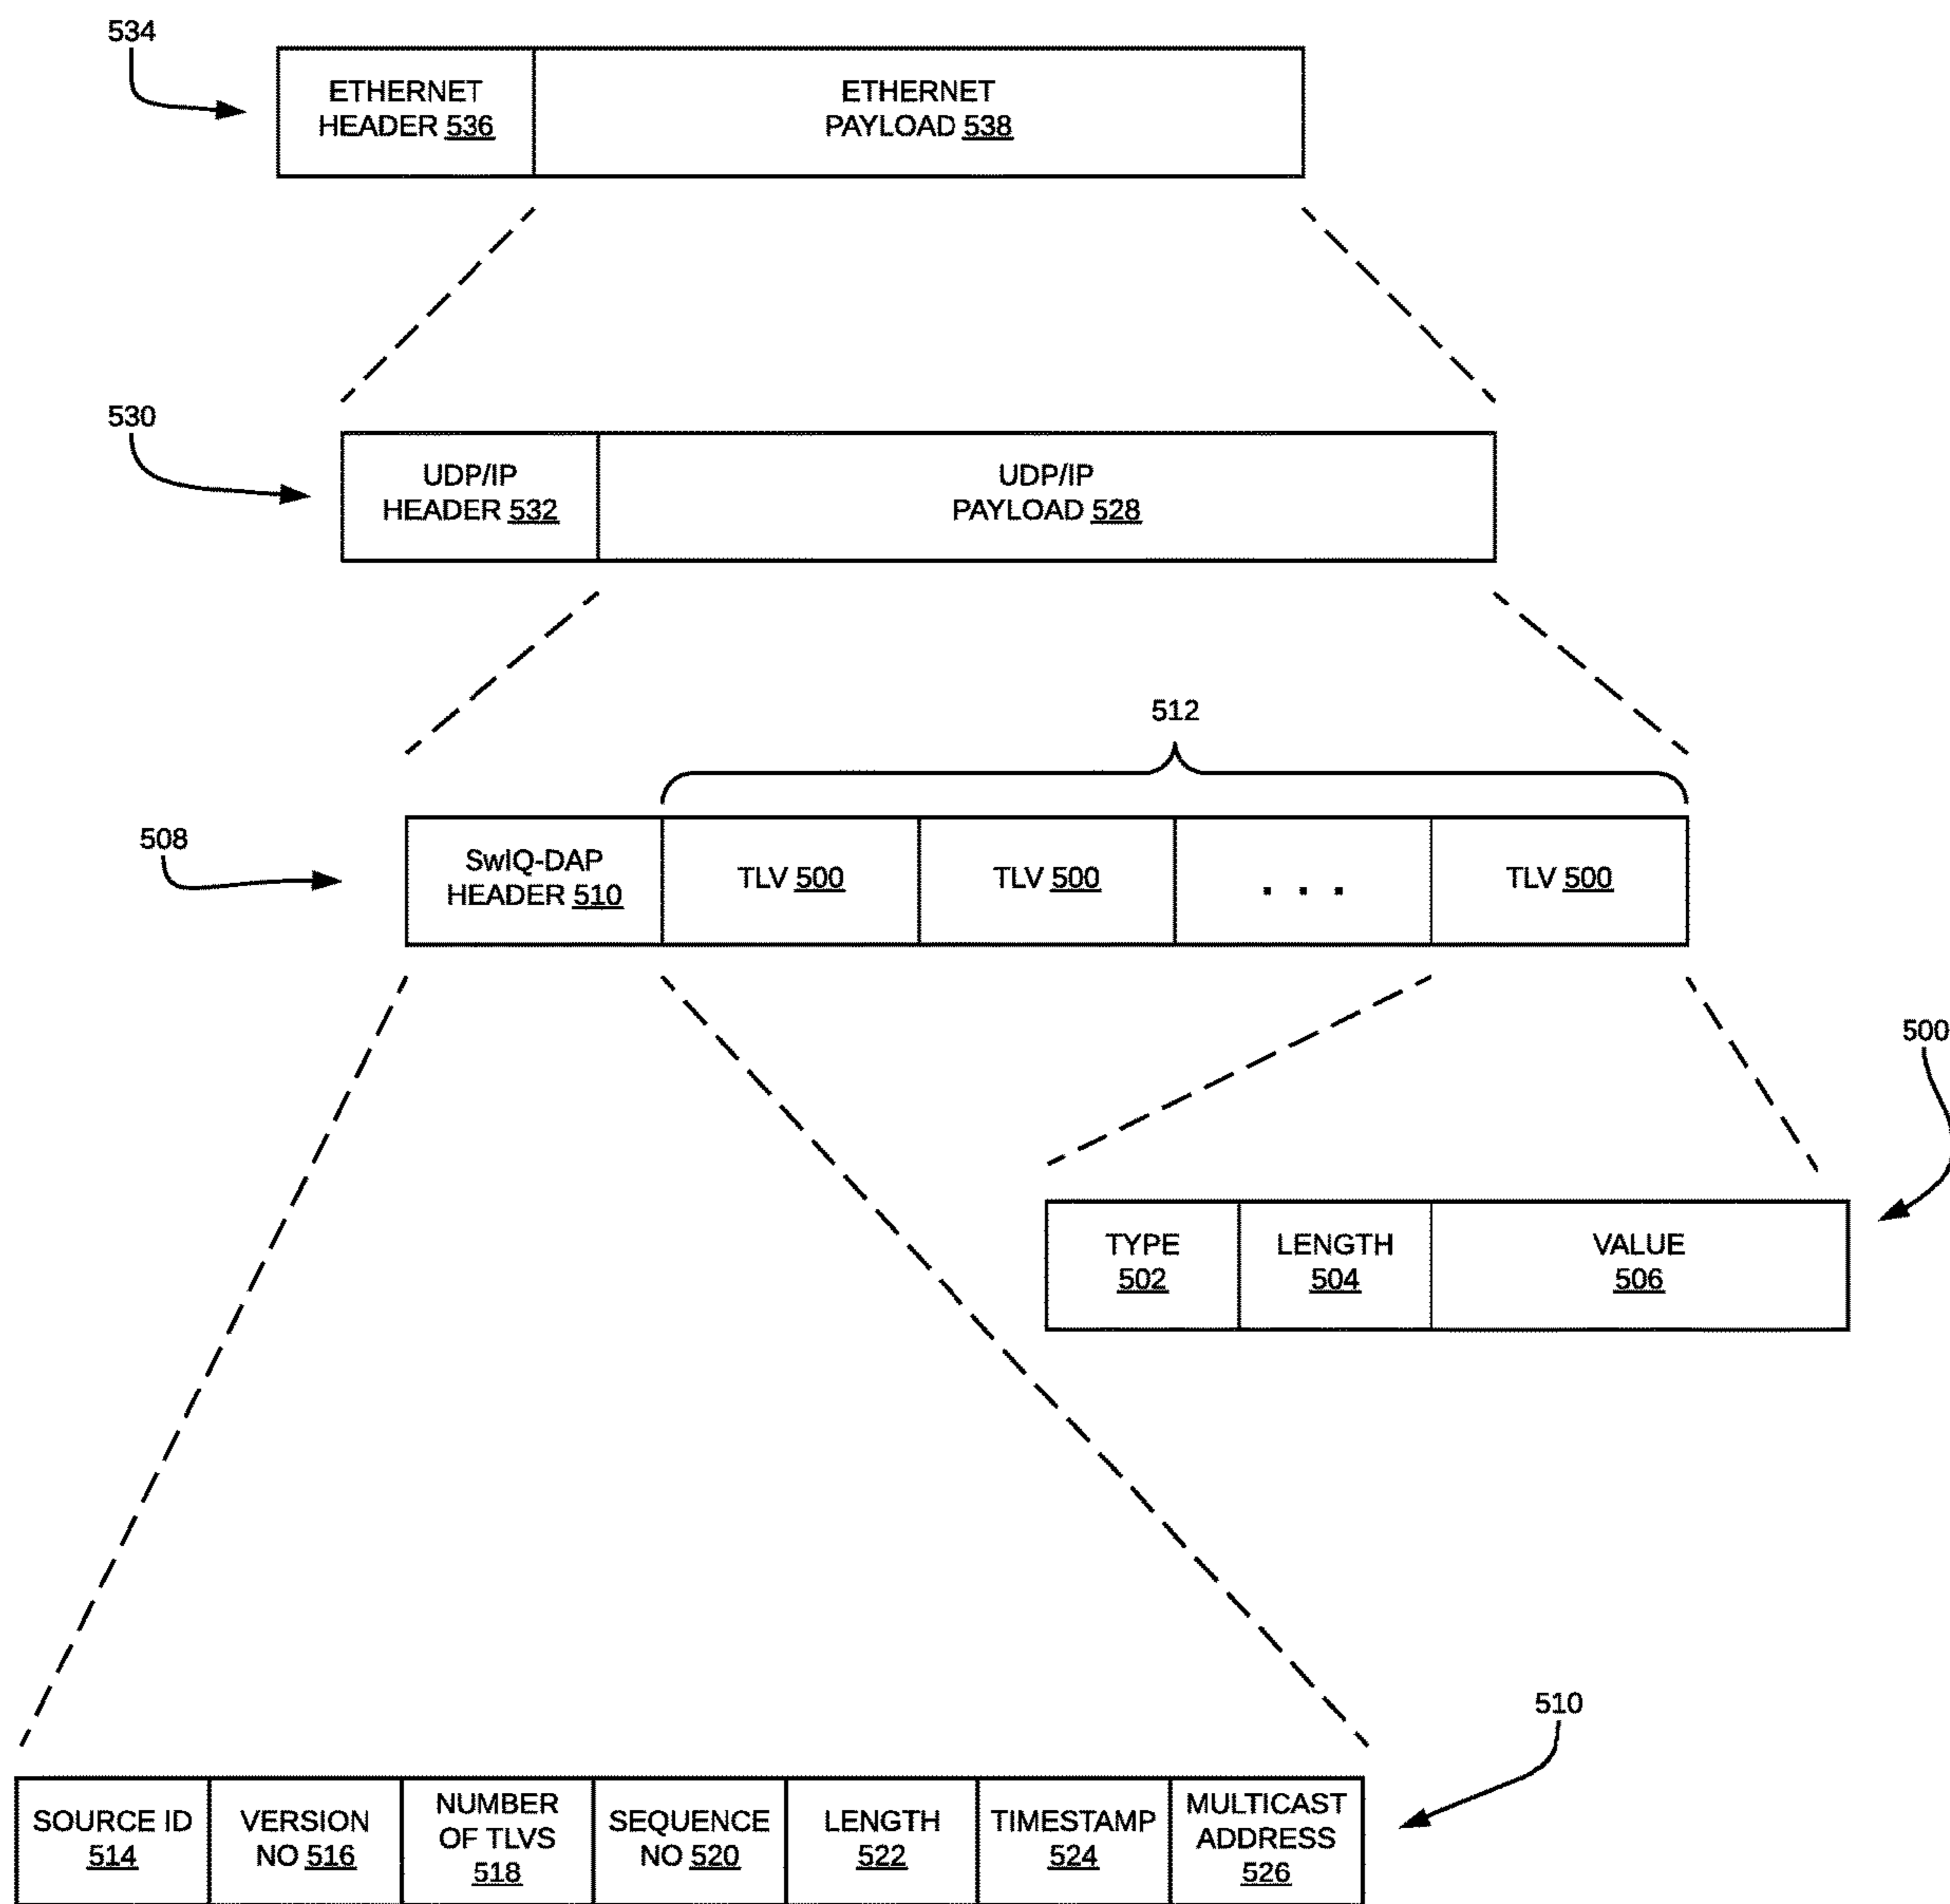 534
ETHERNET
HEADER 536
ETHERNET
PAYLOAD 538
530
UDP/IP
HEADER 532
UDP/IP
PAYLOAD 528
512
508
SwIQ-DAP
HEADER 510
TLV 500
TLV 500
. . .
TLV 500
500
TYPE
502
LENGTH
504
VALUE
506
510
SOURCE ID
514
VERSION
NO 516
NUMBER
OF TLVS
518
SEQUENCE
NO 520
LENGTH
522
TIMESTAMP
524
MULTICAST
ADDRESS
526